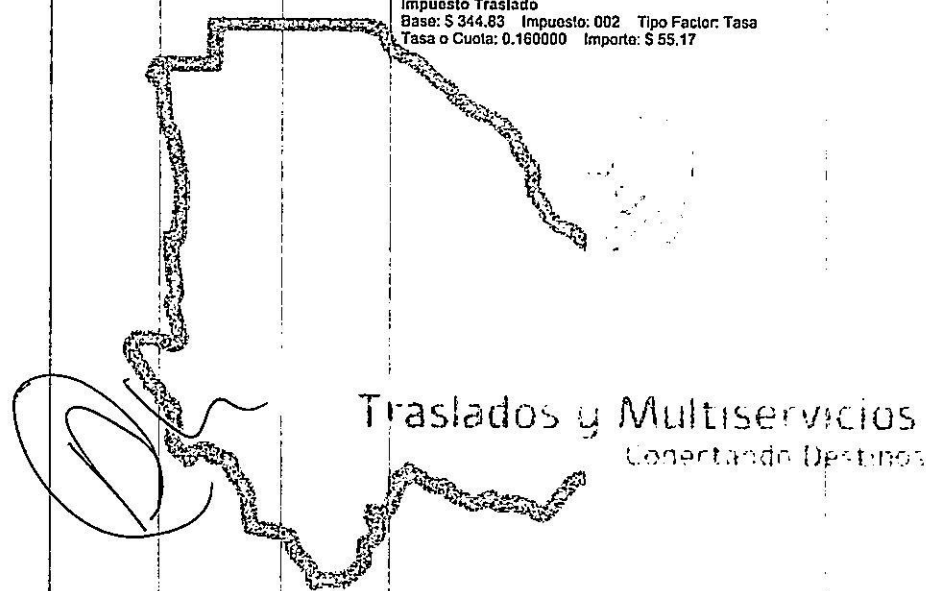 Impuesto Traslado
Base: $ 344.83 Impuesto: 002 Tipo Factor: Tasa
Tasa o Cuota: 0.160000 Importe: $ 55.17
Traslados y Multiservicios
Conectando Destinos